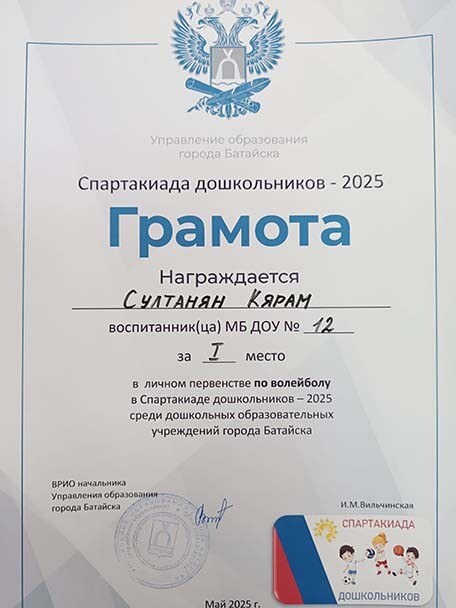 Управление образования
города Батайска
Спартакиада дошкольников - 2025
Грамота
Награждается
Султанян Кярам
воспитанник(ца) МБ ДОУ № 12
за I место
в личном первенстве по волейболу
в Спартакиаде дошкольников – 2025
среди дошкольных образовательных
учреждений города Батайска
ВРИО начальника
Управления образования
города Батайска
И.М.Вильчинская
СПАРТАКИАДА
ДОШКОЛЬНИКОВ
Май 2025 г.